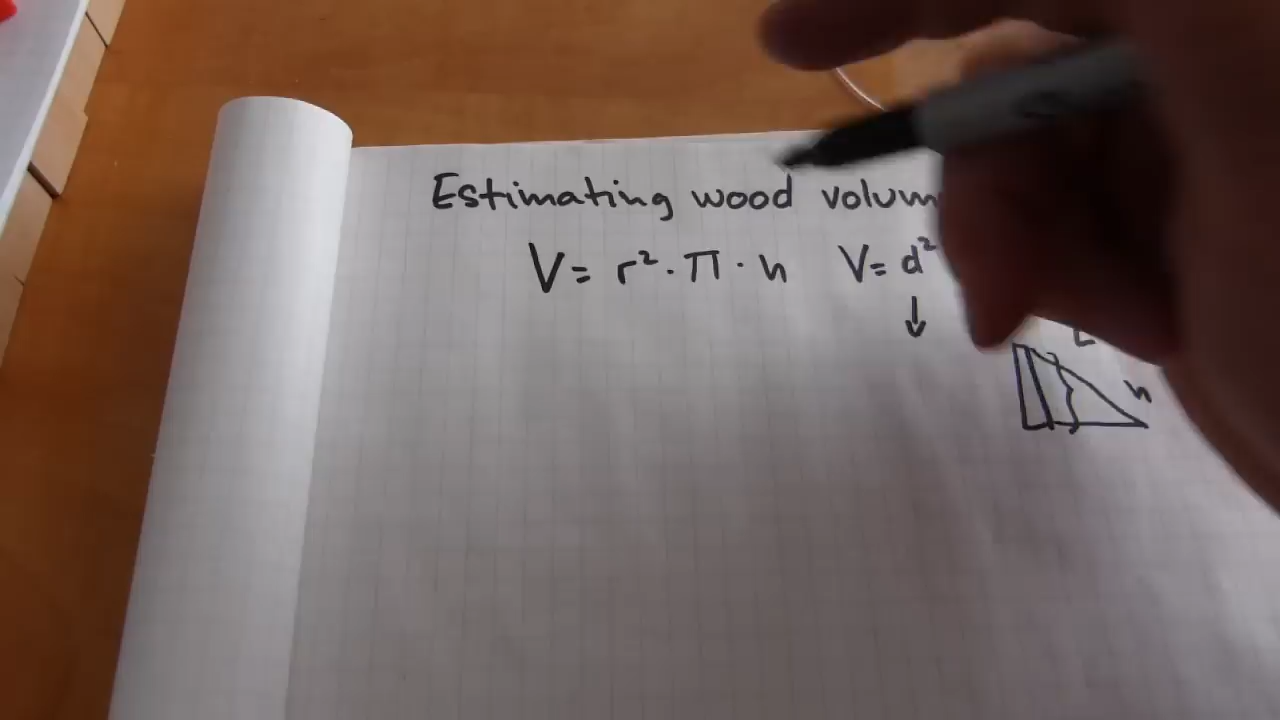 Estimating wood volum
V = r² · π · h V = d²
h